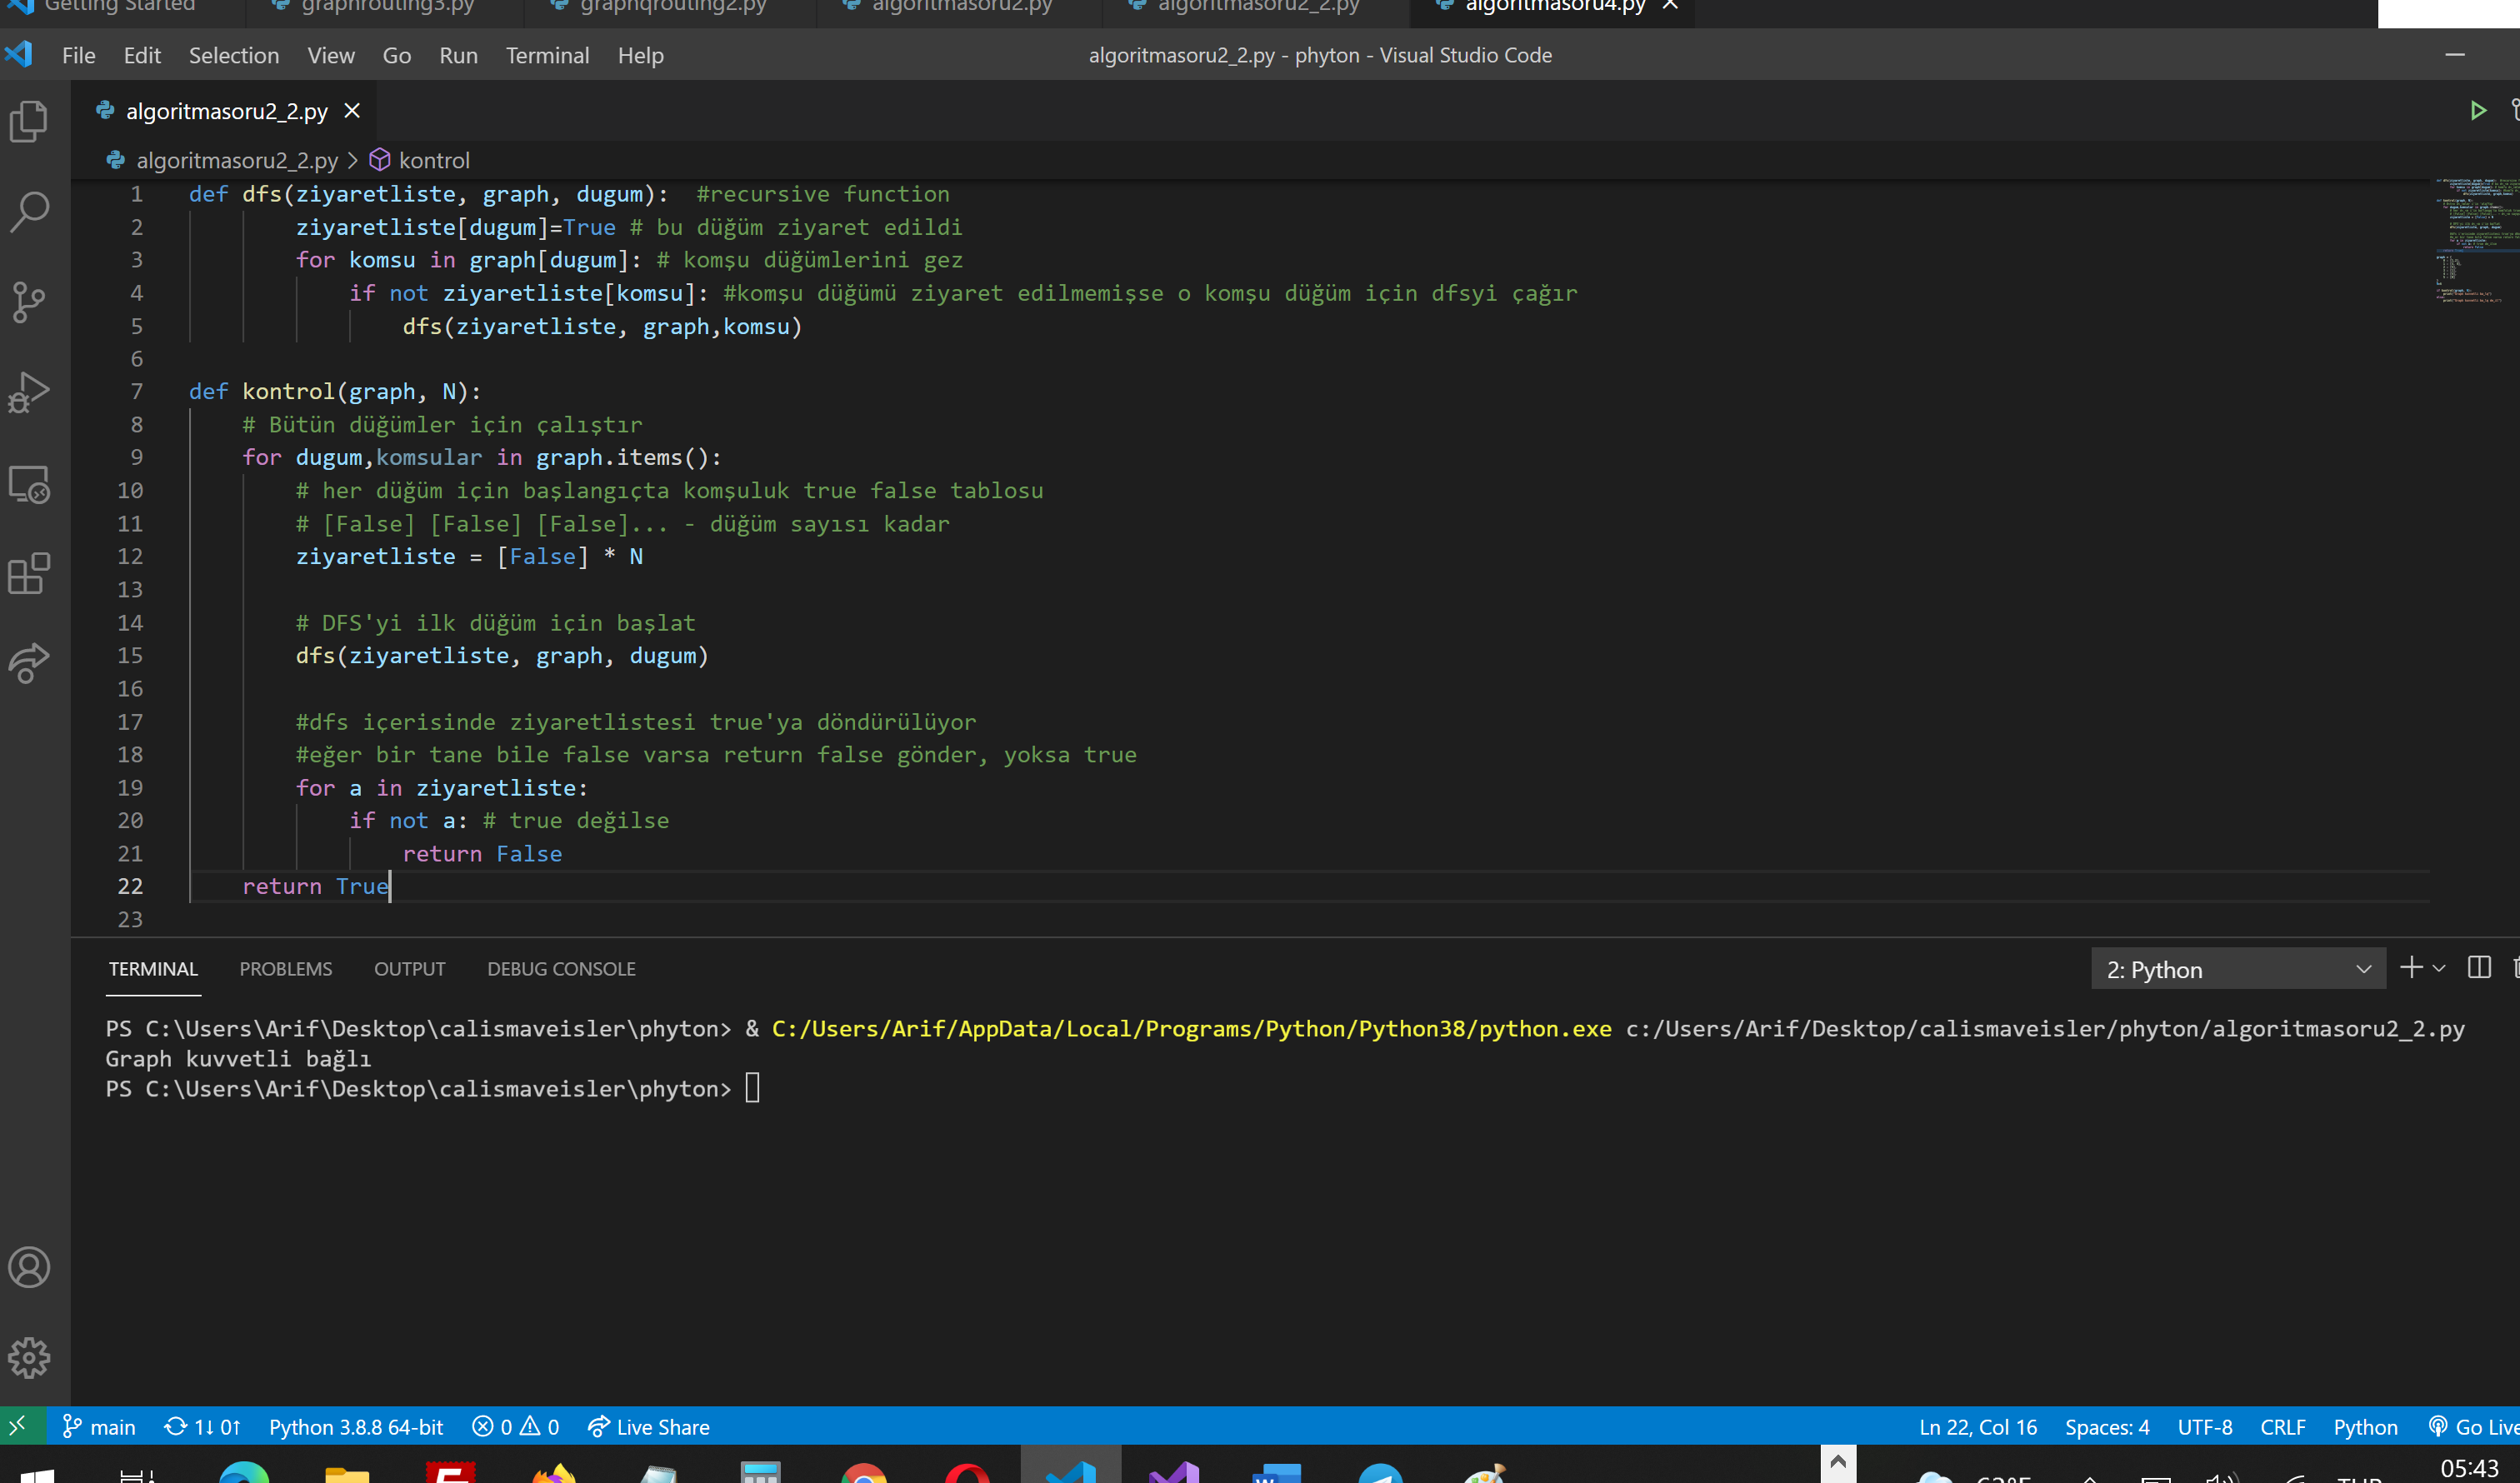 Getting Started graphrouting3.py graphqrouting2.py algoritmasoru2.py algoritmasoru2_2.py algoritmasoru4.py
File Edit Selection View Go Run Terminal Help algoritmasoru2_2.py - phyton - Visual Studio Code
algoritmasoru2_2.py
algoritmasoru2_2.py > kontrol
1 def dfs(ziyaretliste, graph, dugum): #recursive function
2 ziyaretliste[dugum]=True # bu düğüm ziyaret edildi
3 for komsu in graph[dugum]: # komşu düğümlerini gez
4 if not ziyaretliste[komsu]: #komşu düğümü ziyaret edilmemişse o komşu düğüm için dfsyi çağır
5 dfs(ziyaretliste, graph,komsu)
6
7 def kontrol(graph, N):
8 # Bütün düğümler için çalıştır
9 for dugum,komsular in graph.items():
10 # her düğüm için başlangıçta komşuluk true false tablosu
11 # [False] [False] [False]... - düğüm sayısı kadar
12 ziyaretliste = [False] * N
13
14 # DFS'yi ilk düğüm için başlat
15 dfs(ziyaretliste, graph, dugum)
16
17 #dfs içerisinde ziyaretlistesi true'ya döndürülüyor
18 #eğer bir tane bile false varsa return false gönder, yoksa true
19 for a in ziyaretliste:
20 if not a: # true değilse
21 return False
22 return True
23
TERMINAL PROBLEMS OUTPUT DEBUG CONSOLE 2: Python
PS C:\Users\Arif\Desktop\calismaveisler\phyton> & C:/Users/Arif/AppData/Local/Programs/Python/Python38/python.exe c:/Users/Arif/Desktop/calismaveisler/phyton/algoritmasoru2_2.py
Graph kuvvetli bağlı
PS C:\Users\Arif\Desktop\calismaveisler\phyton>
main 1↓ 0↑ Python 3.8.8 64-bit 0 0 Live Share Ln 22, Col 16 Spaces: 4 UTF-8 CRLF Python Go Live
05:43